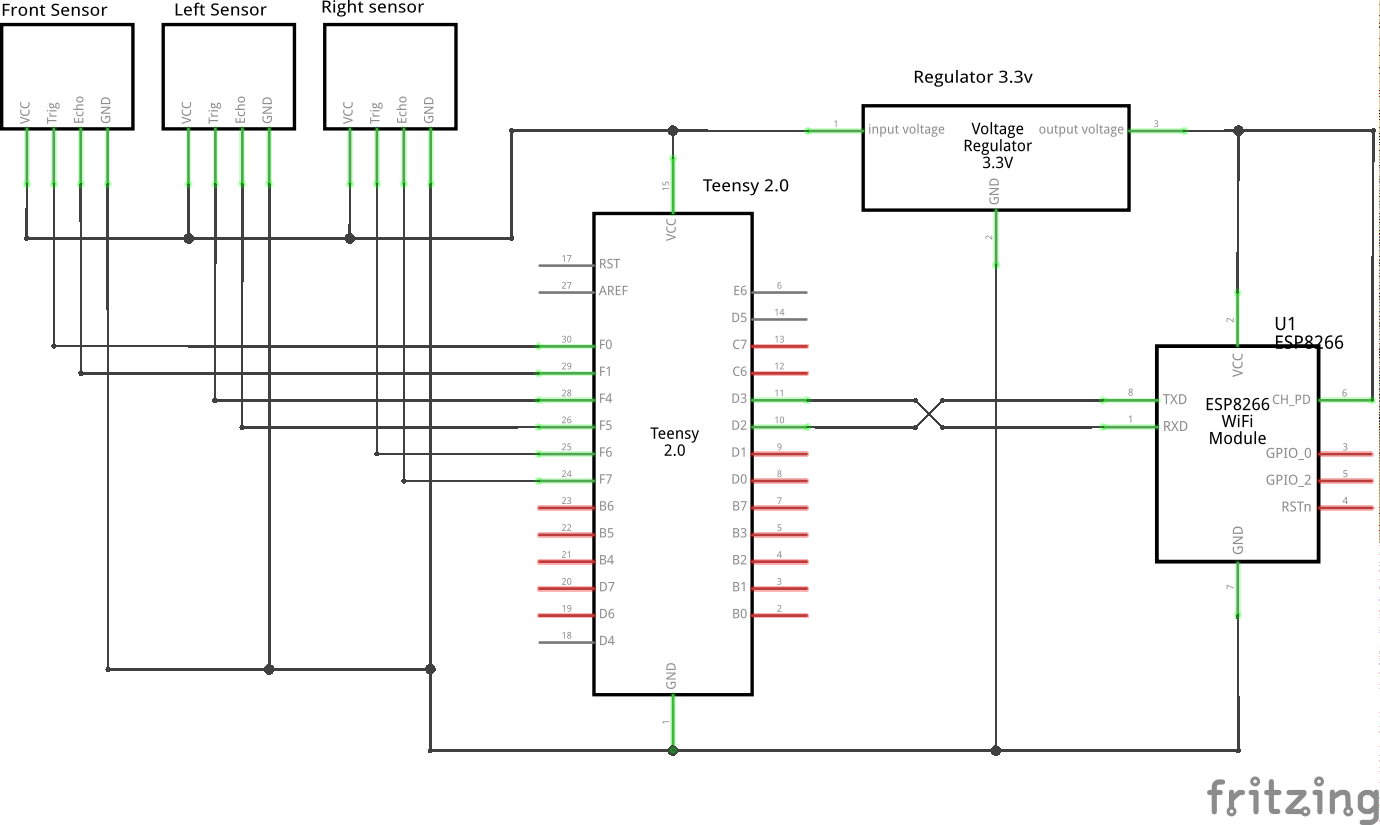 Front Sensor
Left Sensor
Right sensor
VCC
Trig
Echo
GND
VCC
Trig
Echo
GND
VCC
Trig
Echo
GND
Regulator 3.3v
1
input voltage
Voltage
Regulator
3.3V
output voltage
3
GND
2
Teensy 2.0
15
VCC
17
RST
27
AREF
30
F0
29
F1
28
F4
26
F5
25
F6
24
F7
23
B6
22
B5
21
B4
20
D7
19
D6
18
D4
E6
6
D5
14
C7
13
C6
12
D3
11
D2
10
D1
9
D0
8
B7
7
B3
5
B2
4
B1
3
B0
2
Teensy
2.0
GND
1
U1
ESP8266
2
VCC
8
TXD
1
RXD
ESP8266
WiFi
Module
CH_PD
6
GPIO_0
3
GPIO_2
5
RSTn
4
GND
7
fritzing